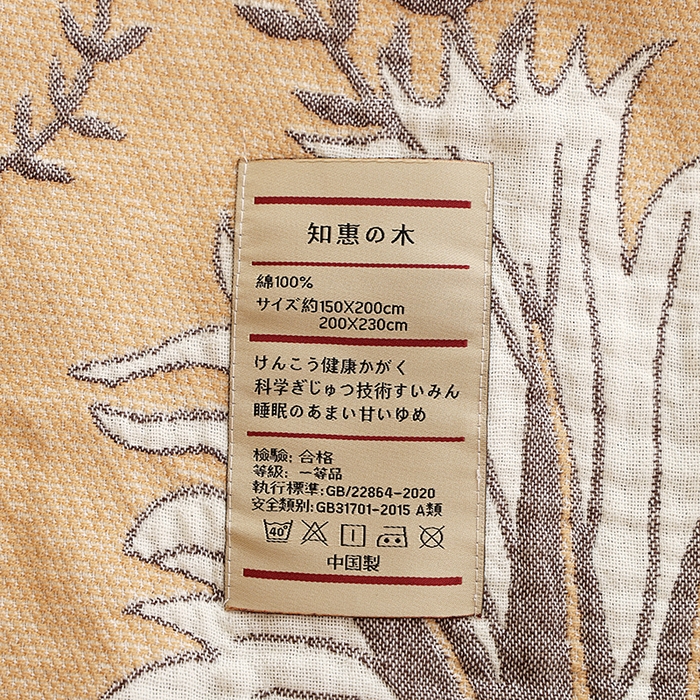 知惠の木
綿100%
サイズ約150X200cm
200X230cm
けんこう健康かがく
科学ぎじゅつ技術すいみん
睡眠のあまい甘いゆめ
檢驗: 合格
等級: 一等品
執行標準: GB/22864-2020
安全類別: GB31701-2015 A類
40°
中国製